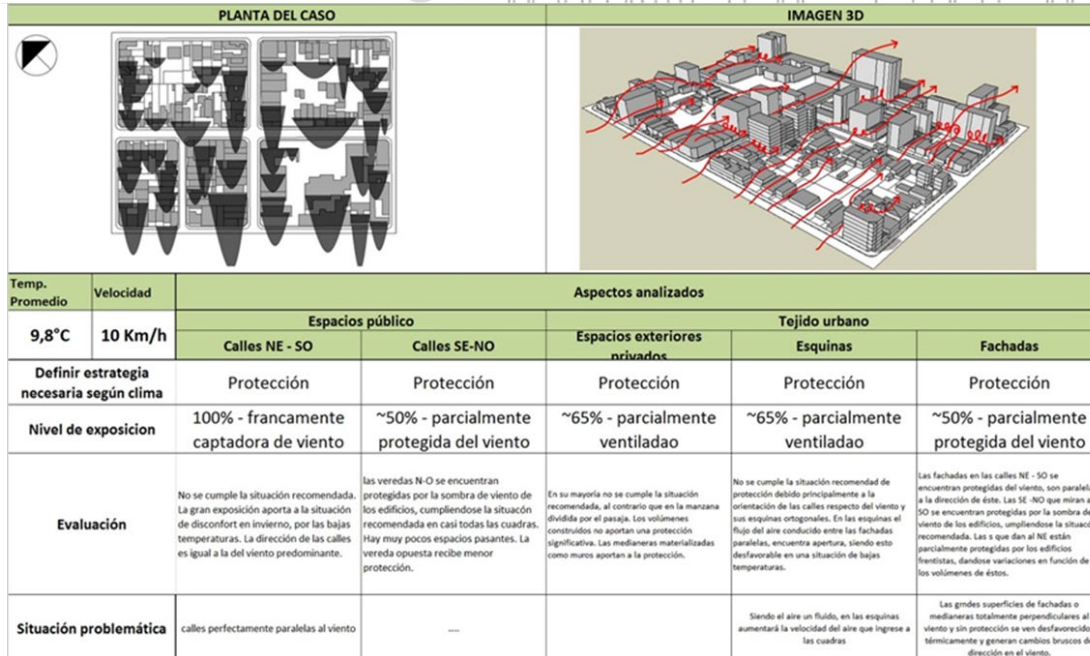 PLANTA DEL CASO
IMAGEN 3D
Temp.
Promedio
Velocidad
Aspectos analizados
9,8°C
10 Km/h
Espacios público
Tejido urbano
Calles NE - SO
Calles SE-NO
Espacios exteriores
privados
Esquinas
Fachadas
Definir estrategia
necesaria según clima
Protección
Protección
Protección
Protección
Protección
Nivel de exposicion
100% - francamente
captadora de viento
~50% - parcialmente
protegida del viento
~65% - parcialmente
ventiladao
~65% - parcialmente
ventiladao
~50% - parcialmente
protegida del viento
Evaluación
No se cumple la situación recomendada.
La gran exposición aporta a la situación
de disconfort en invierno, por las bajas
temperaturas. La dirección de las calles
es igual a la del viento predominante.
las veredas N-O se encuentran
protegidas por la sombra de viento de
los edificios, cumpliendose la situacón
recomendada en casi todas las cuadras.
Hay muy pocos espacios pasantes. La
vereda opuesta recibe menor
protección.
En su mayoría no se cumple la situación
recomendada, al contrario que en la manzana
dividida por el pasaje. Los volúmenes
construidos no aportan una protección
significativa. Las medianeras materializadas
como muros aportan a la protección.
No se cumple la situación recomendad de
protección debido principalmente a la
orientación de las calles respecto del viento y
sus esquinas ortogonales. En las esquinas el
flujo del aire conducido entre las fachadas
paralelas, encuentra apertura, siendo esto
desfavorable en una situación de bajas
temperaturas.
Las fachadas en las calles NE - SO se
encuentran protegidas del viento, son paralela
a la dirección de éste. Las SE -NO que miran a
SO se encuentran protegidas por la sombra de
viento de los edificios, umpliendose la situac
recomendada. Las s que dan al NE están
parcialmente protegidas por los edificios
frentistas, dandose variaciones en función de
los volúmenes de éstos.
Situación problemática
calles perfectamente paralelas al viento
----
Siendo el aire un fluido, en las esquinas
aumentará la velocidad del aire que ingrese a
las cuadras
Las grndes superficies de fachadas o
medianeras totalmente perpendiculares al
viento y sin protección se ven desfavorecido
térmicamente y generan cambios bruscos de
dirección en el viento.